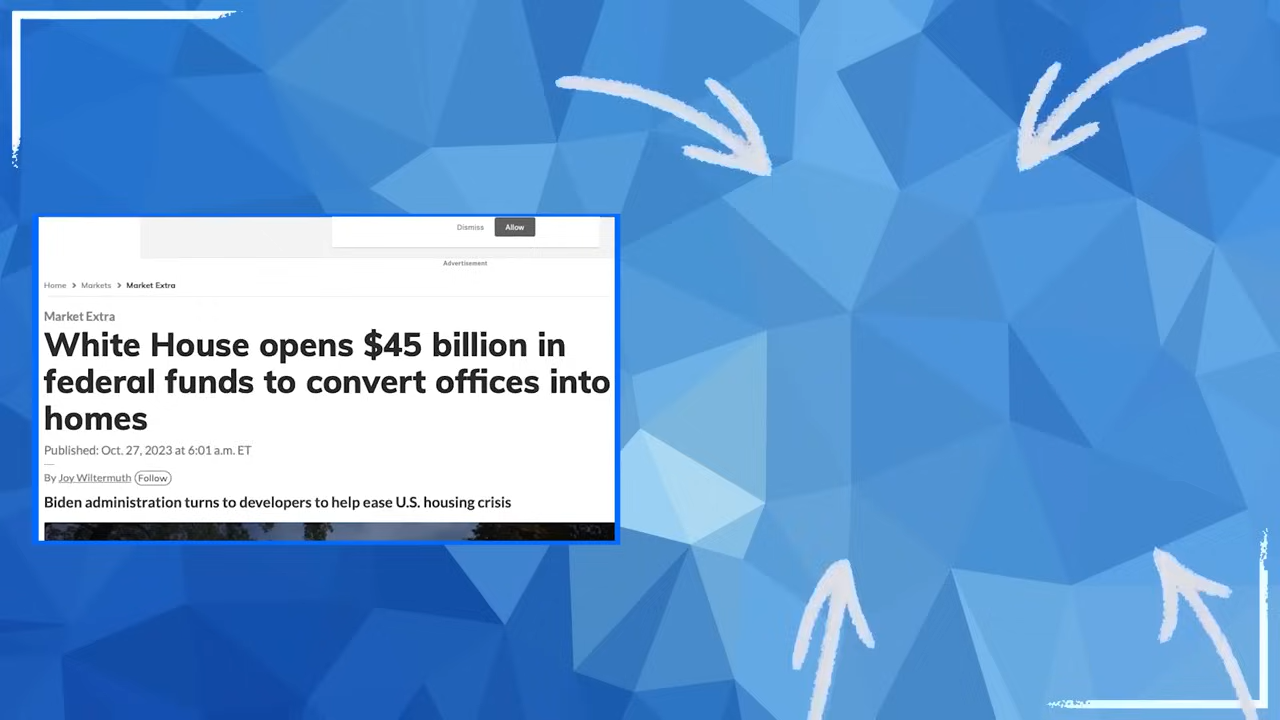 Dismiss Allow
Advertisement
Home > Markets > Market Extra
Market Extra
White House opens $45 billion in
federal funds to convert offices into
homes
Published: Oct. 27, 2023 at 6:01 a.m. ET
By Joy Wiltermuth Follow
Biden administration turns to developers to help ease U.S. housing crisis